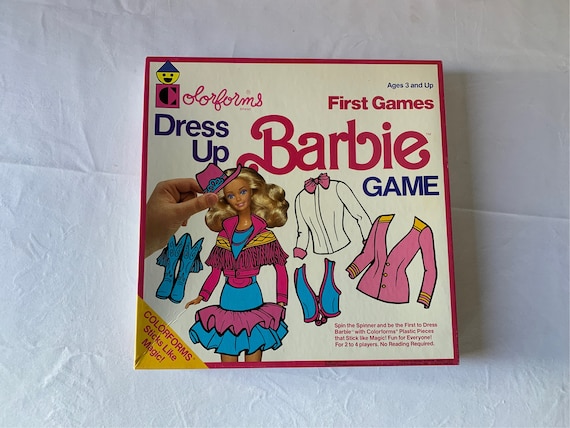 Colorforms®
Ages 3 and Up
First Games
Dress
Up
Barbie™
GAME
COLORFORMS
Sticks Like
Magic!
Spin the Spinner and be the First to Dress
Barbie™ with Colorforms® Plastic Pieces
that Stick like Magic! Fun for Everyone!
For 2 to 4 players. No Reading Required.